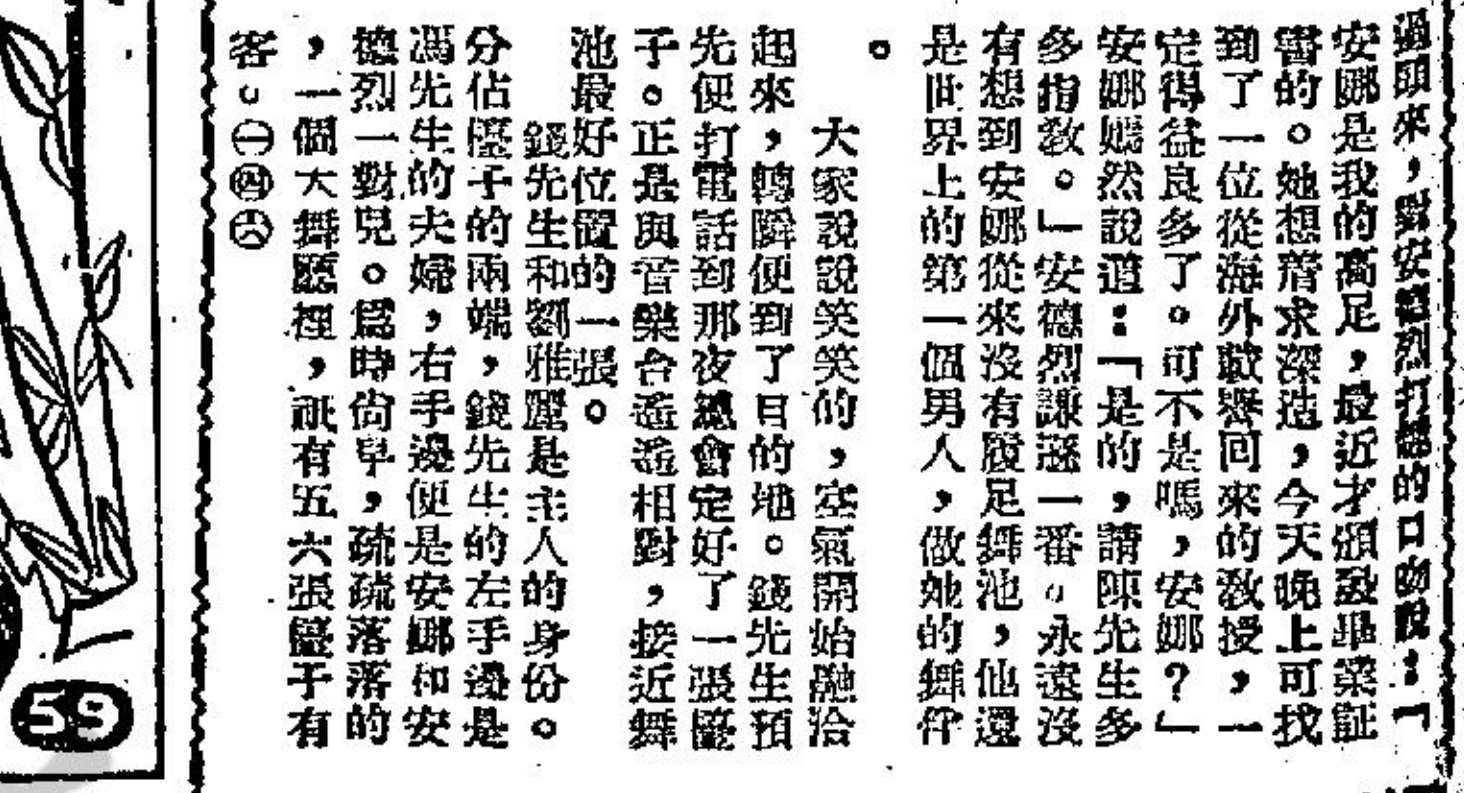 過頭來，對安德烈打趣的口吻說：「
安娜是我的高足，最近才頒發畢業証
書的。她想着求深造，今天晚上可找
到了一位從海外載譽回來的教授，一
定得益良多了。可不是嗎，安娜？」
安娜嫣然說道：「是的，請陳先生多
多指教。」安德烈謙遜一番。永遠沒
有想到安娜從來沒有履足舞池，他還
是世界上的第一個男人，做她的舞伴
。
大家說說笑笑的，空氣開始融洽
起來，轉瞬便到了目的地。錢先生預
先便打電話到那夜總會定好了一張檯
子。正是與音樂台遙遙相對，接近舞
池最好位置的一張。
錢先生和劉雅麗是主人的身份。
分佔檯子的兩端，錢先生的左手邊是
馮先生的夫婦，右手邊便是安娜和安
德烈一對兒。爲時尙早，疏疏落落的
，一個大舞廳裡，祇有五六張檯子有
客。㊀㊃㊅
59